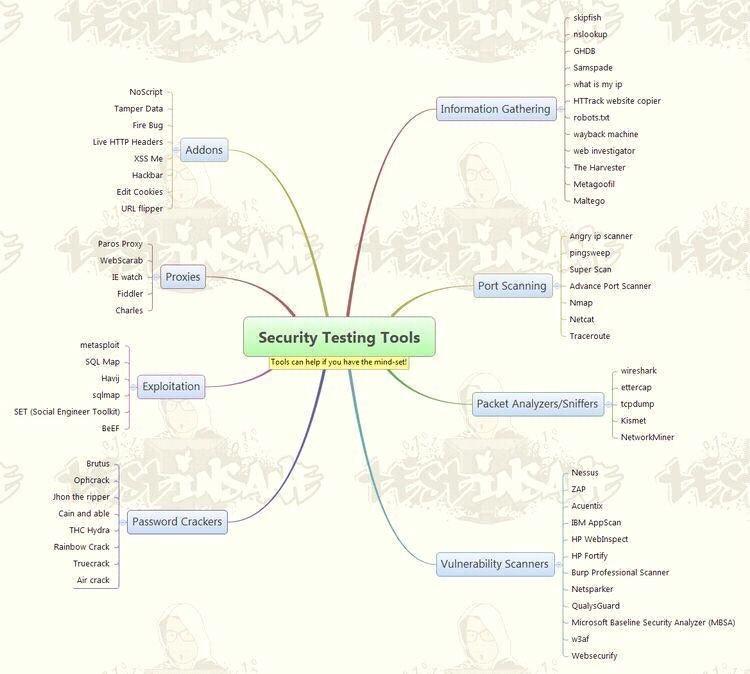 Security Testing Tools
Tools can help if you have the mind-set!
Information Gathering
skipfish
nslookup
GHDB
Samspade
what is my ip
HTTrack website copier
robots.txt
wayback machine
web investigator
The Harvester
Metagoofil
Maltego
Port Scanning
Angry ip scanner
pingsweep
Super Scan
Advance Port Scanner
Nmap
Netcat
Traceroute
Packet Analyzers/Sniffers
wireshark
ettercap
tcpdump
Kismet
NetworkMiner
Vulnerability Scanners
Nessus
ZAP
Acuentix
IBM AppScan
HP WebInspect
HP Fortify
Burp Professional Scanner
Netsparker
QualysGuard
Microsoft Baseline Security Analyzer (MBSA)
w3af
Websecurify
Addons
NoScript
Tamper Data
Fire Bug
Live HTTP Headers
XSS Me
Hackbar
Edit Cookies
URL flipper
Proxies
Paros Proxy
WebScarab
IE watch
Fiddler
Charles
Exploitation
metasploit
SQL Map
Havij
sqlmap
SET (Social Engineer Toolkit)
BeEF
Password Crackers
Brutus
Ophcrack
Jhon the ripper
Cain and able
THC Hydra
Rainbow Crack
Truecrack
Air crack
TEST INSANE